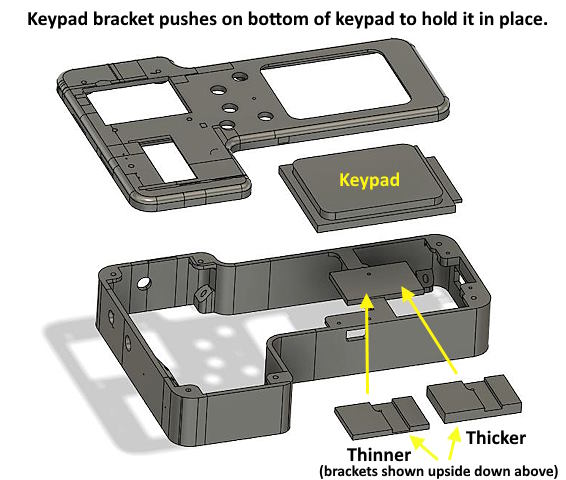 Keypad bracket pushes on bottom of keypad to hold it in place.
Keypad
Thinner
Thicker
(brackets shown upside down above)